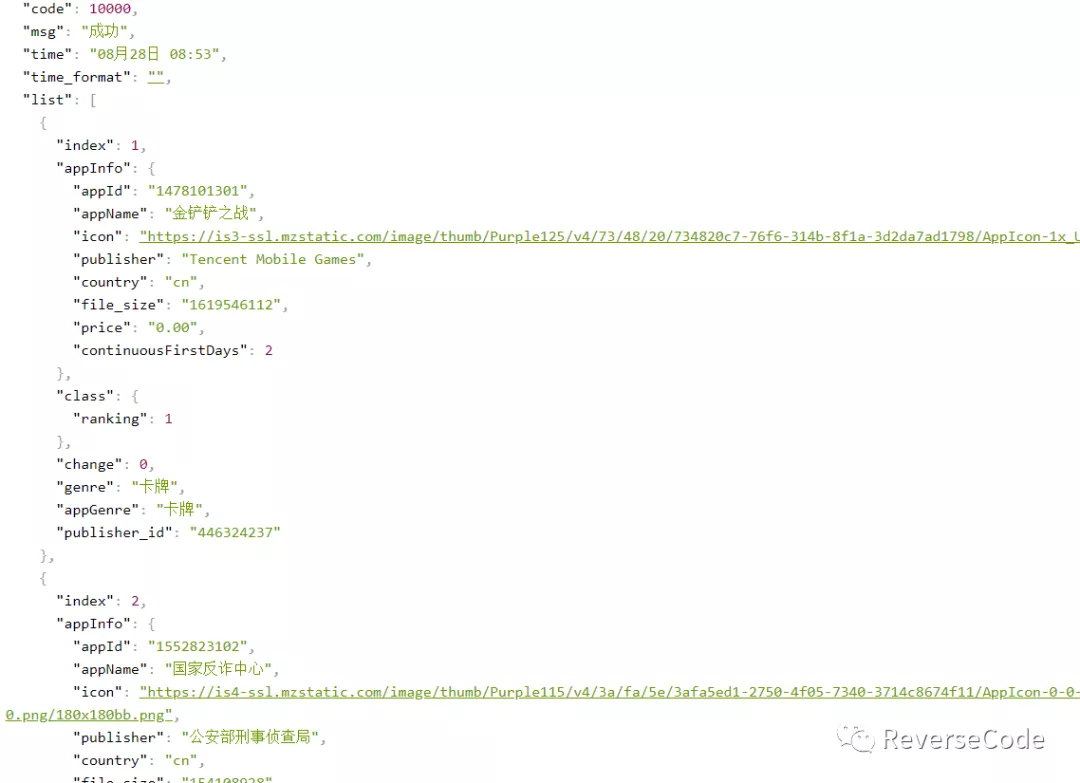 "code": 10000,
"msg": "成功",
"time": "08月28日 08:53",
"time_format": "",
"list": [
{
"index": 1,
"appInfo": {
"appId": "1478101301",
"appName": "金铲铲之战",
"icon": "https://is3-ssl.mzstatic.com/image/thumb/Purple125/v4/73/48/20/734820c7-76f6-314b-8f1a-3d2da7ad1798/AppIcon-1x_U
"publisher": "Tencent Mobile Games",
"country": "cn",
"file_size": "1619546112",
"price": "0.00",
"continuousFirstDays": 2
},
"class": {
"ranking": 1
},
"change": 0,
"genre": "卡牌",
"appGenre": "卡牌",
"publisher_id": "446324237"
},
{
"index": 2,
"appInfo": {
"appId": "1552823102",
"appName": "国家反诈中心",
"icon": "https://is4-ssl.mzstatic.com/image/thumb/Purple115/v4/3a/fa/5e/3afa5ed1-2750-4f05-7340-3714c8674f11/AppIcon-0-0-
0.png/180x180bb.png",
"publisher": "公安部刑事侦查局",
"country": "cn",
"file_size": "154108928"
ReverseCode